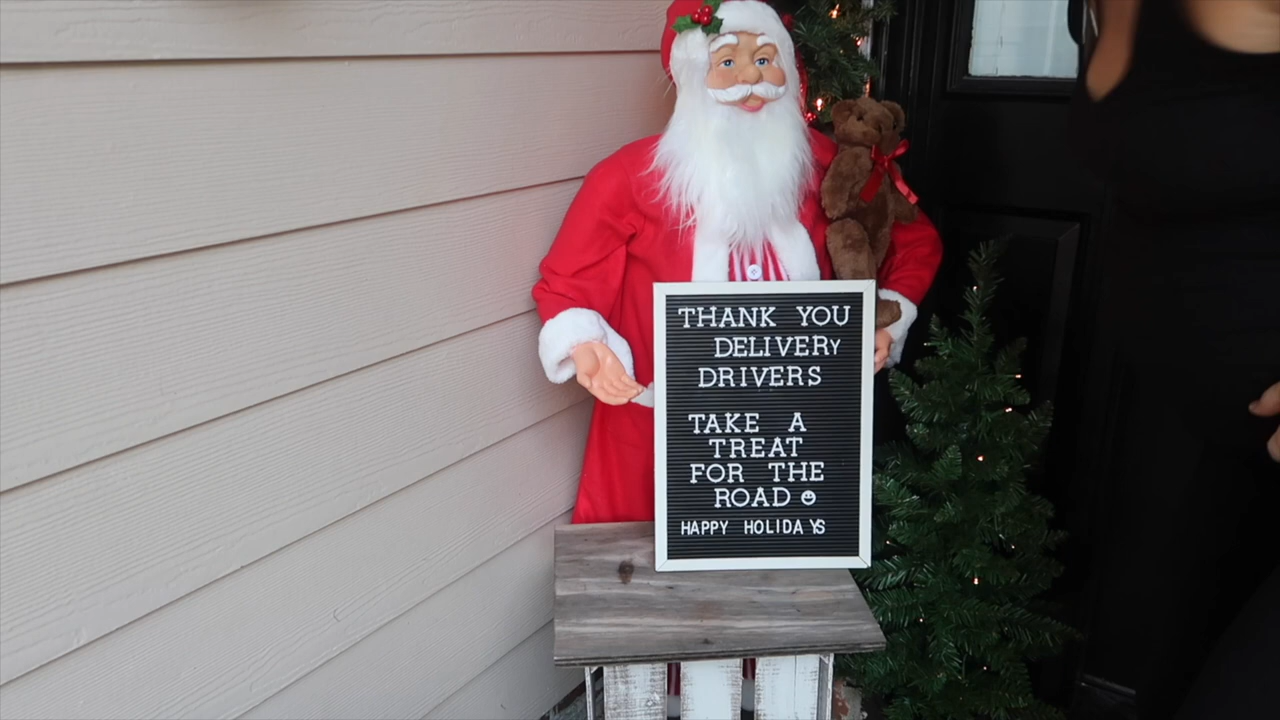 THANK YOU
DELIVERY
DRIVERS
TAKE A
TREAT
FOR THE
ROAD ☺
HAPPY HOLIDAYS